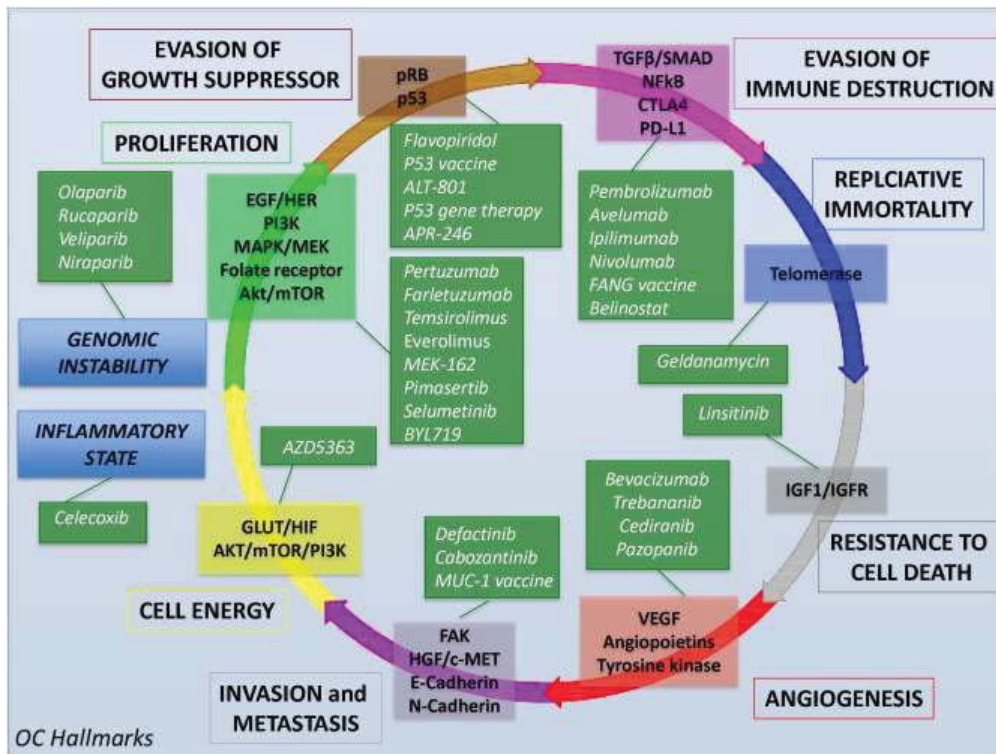 EVASION OF
GROWTH SUPPRESSOR
pRB
p53
TGFβ/SMAD
NFkB
CTLA4
PD-L1
EVASION OF
IMMUNE DESTRUCTION
PROLIFERATION
Flavopiridol
P53 vaccine
ALT-801
P53 gene therapy
APR-246
Olaparib
Rucaparib
Veliparib
Niraparib
EGF/HER
PI3K
MAPK/MEK
Folate receptor
Akt/mTOR
Pembrolizumab
Avelumab
Ipilimumab
Nivolumab
FANG vaccine
Belinostat
REPLCIATIVE
IMMORTALITY
Telomerase
Pertuzumab
Farletuzumab
Temsirolimus
Everolimus
MEK-162
Pimasertib
Selumetinib
BYL719
GENOMIC
INSTABILITY
Geldanamycin
Linsitinib
INFLAMMATORY
STATE
AZD5363
Celecoxib
GLUT/HIF
AKT/mTOR/PI3K
Bevacizumab
Trebananib
Cediranib
Pazopanib
IGF1/IGFR
Defactinib
Cabozantinib
MUC-1 vaccine
RESISTANCE TO
CELL DEATH
CELL ENERGY
FAK
HGF/c-MET
E-Cadherin
N-Cadherin
VEGF
Angiopoietins
Tyrosine kinase
INVASION and
METASTASIS
ANGIOGENESIS
OC Hallmarks